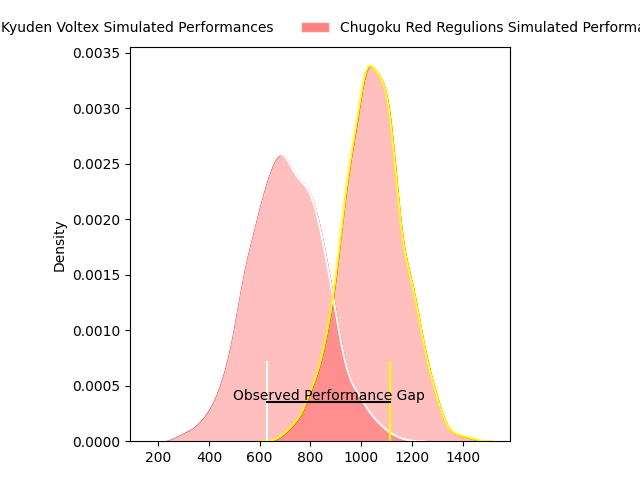 Kyuden Voltex Simulated Performances
Chugoku Red Regulions Simulated Performa
0.0035
0.0030
0.0025
0.0020
0.0015
0.0010
0.0005
0.0000
Density
Observed Performance Gap
200 400 600 800 1000 1200 1400